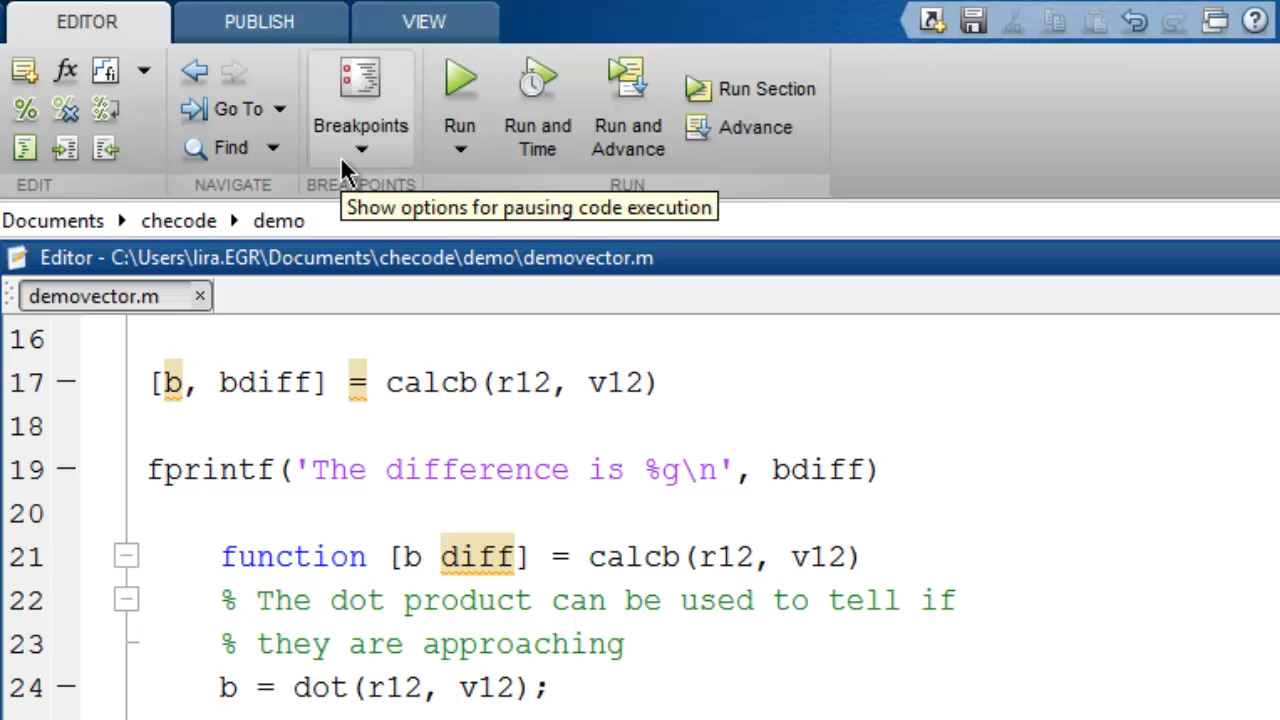 EDITOR PUBLISH VIEW
fx fi
Go To
Find
Breakpoints
Run
Run and Time
Run and Advance
Run Section
Advance
EDIT NAVIGATE BREAKPOINTS RUN
Show options for pausing code execution
Documents checode demo
Editor - C:\Users\lira.EGR\Documents\checode\demo\demovector.m
demovector.m ×
16
17 — [b, bdiff] = calcb(r12, v12)
18
19 — fprintf('The difference is %g\n', bdiff)
20
21 function [b diff] = calcb(r12, v12)
22 % The dot product can be used to tell if
23 % they are approaching
24 — b = dot(r12, v12);